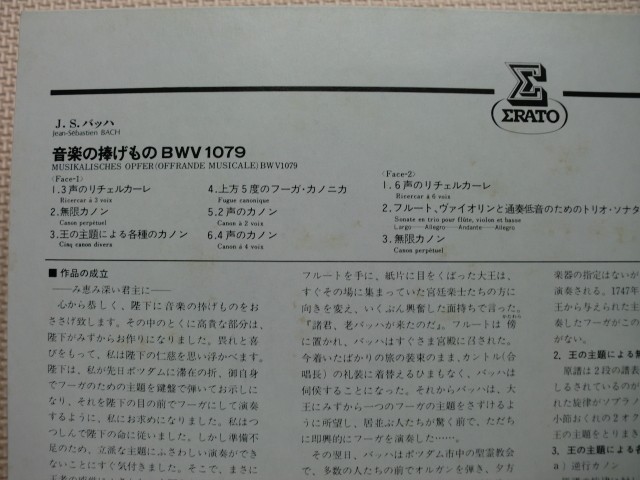 ΣRATO
J. S. バッハ
Jean-Sébastien BACH
音楽の捧げもの BWV 1079
MUSIKALISCHES OPFER (OFFRANDE MUSICALE) BWV1079
〈Face-1〉
1. 3声のリチェルカーレ
Ricercar à 3 voix
2. 無限カノン
Canon perpétuel
3. 王の主題による各種のカノン
Cinq canon divers
4. 上方5度のフーガ・カノニカ
Fugue canonique
5. 2声のカノン
Canon à 2 voix
6. 4声のカノン
Canon à 4 voix
〈Face-2〉
1. 6声のリチェルカーレ
Ricercar à 6 voix
2. フルート、ヴァイオリンと通奏低音のためのトリオ・ソナタ
Sonate en trio pour flûte, violon et basse
Largo—Allegro—Andante—Allegro
3. 無限カノン
Canon perpétuel
■ 作品の成立
——み恵み深い君主に——
心から恭しく、陛下に音楽の捧げものをお
ささげ致します。その中のとくに高貴な部分は、
陛下がみずからお作りになりました。畏れと喜
びをもって、私は陛下の仁慈を思い浮かべます。
陛下は、私が先日ポツダムに滞在の折、御自身
でフーガのための主題を鍵盤で弾いてお示しに
なり、それを陛下の目の前でフーガにして演奏
するように、私にお求めになりました。私はつ
つしんで陛下の命に従いました。しかし準備不
足のため、立派な主題にふさわしい演奏ができ
ないことにすぐ気付きました。そこで、まさに
フルートを手に、紙片に目をくばった大王は、
すぐその場に集まっていた宮廷楽士たちの方に
向きを変え、いくぶん興奮した面持ちで言った。
『諸君、老バッハが来たのだ』。フルートは傍
に置かれ、バッハはすぐさま宮殿に召された。
今着いたばかりの旅の装束のまま、カントル(合
唱長)の礼装に着替えるひまもなく、バッハは
伺侯することになった。それからバッハは、大
王にみずから一つのフーガの主題をさずけるよ
うに所望し、居並ぶ人たちが驚く前で、ただち
に即興的にフーガを演奏した……。
その翌日、バッハはポツダム市中の聖霊教会
で、多数の人たちの前でオルガンを弾き、夕方
楽器の指定はないが
演奏される。1747年
王から与えられた主
奏したフーガがこの
がない。
2. 王の主題による無
原譜は2段の譜表
しるされているのが
た旋律がソプラノ
小節おくれの2オク
王の主題をとりまき
3. 王の主題による各
a) 逆行カノン